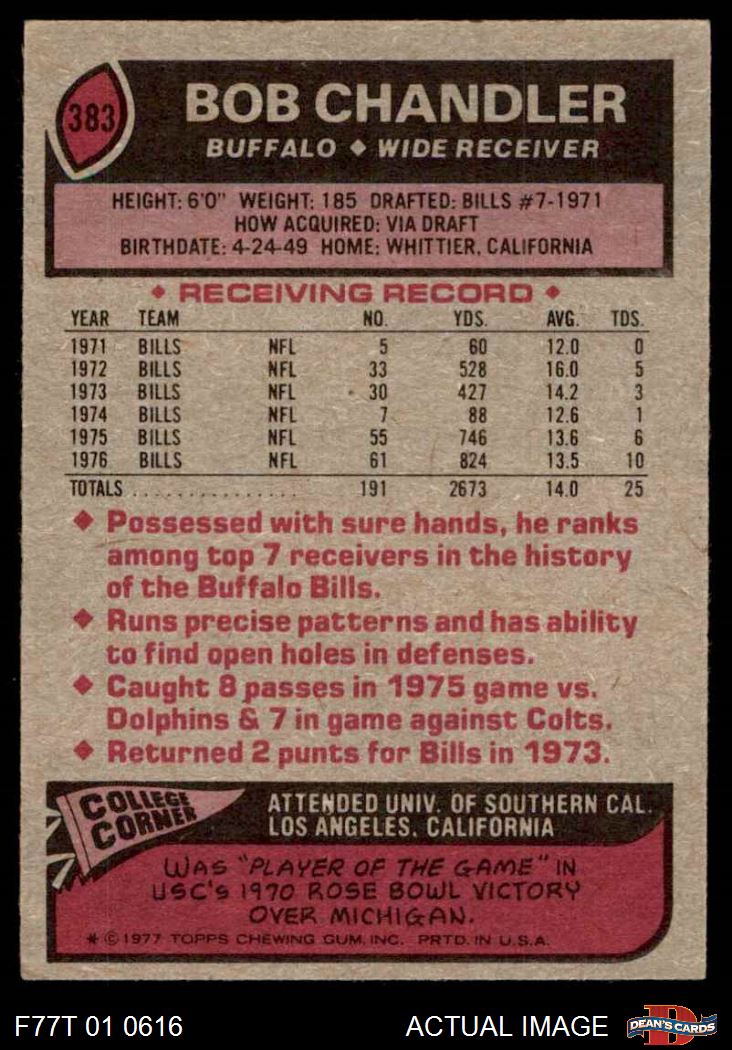 383
BOB CHANDLER
BUFFALO ◆ WIDE RECEIVER
HEIGHT: 6'0" WEIGHT: 185 DRAFTED: BILLS #7-1971
HOW ACQUIRED: VIA DRAFT
BIRTHDATE: 4-24-49 HOME: WHITTIER, CALIFORNIA
◆ RECEIVING RECORD ◆
YEAR TEAM NO. YDS. AVG. TDS.
1971 BILLS NFL 5 60 12.0 0
1972 BILLS NFL 33 528 16.0 5
1973 BILLS NFL 30 427 14.2 3
1974 BILLS NFL 7 88 12.6 1
1975 BILLS NFL 55 746 13.6 6
1976 BILLS NFL 61 824 13.5 10
TOTALS ................ 191 2673 14.0 25
◆ Possessed with sure hands, he ranks
among top 7 receivers in the history
of the Buffalo Bills.
◆ Runs precise patterns and has ability
to find open holes in defenses.
◆ Caught 8 passes in 1975 game vs.
Dolphins & 7 in game against Colts.
◆ Returned 2 punts for Bills in 1973.
COLLEGE
CORNER
ATTENDED UNIV. OF SOUTHERN CAL.
LOS ANGELES, CALIFORNIA
WAS "PLAYER OF THE GAME" IN
USC'S 1970 ROSE BOWL VICTORY
OVER MICHIGAN.
* © 1977 TOPPS CHEWING GUM, INC. PRTD. IN U.S.A.
F77T 01 0616
ACTUAL IMAGE
D
DEAN'S CARDS